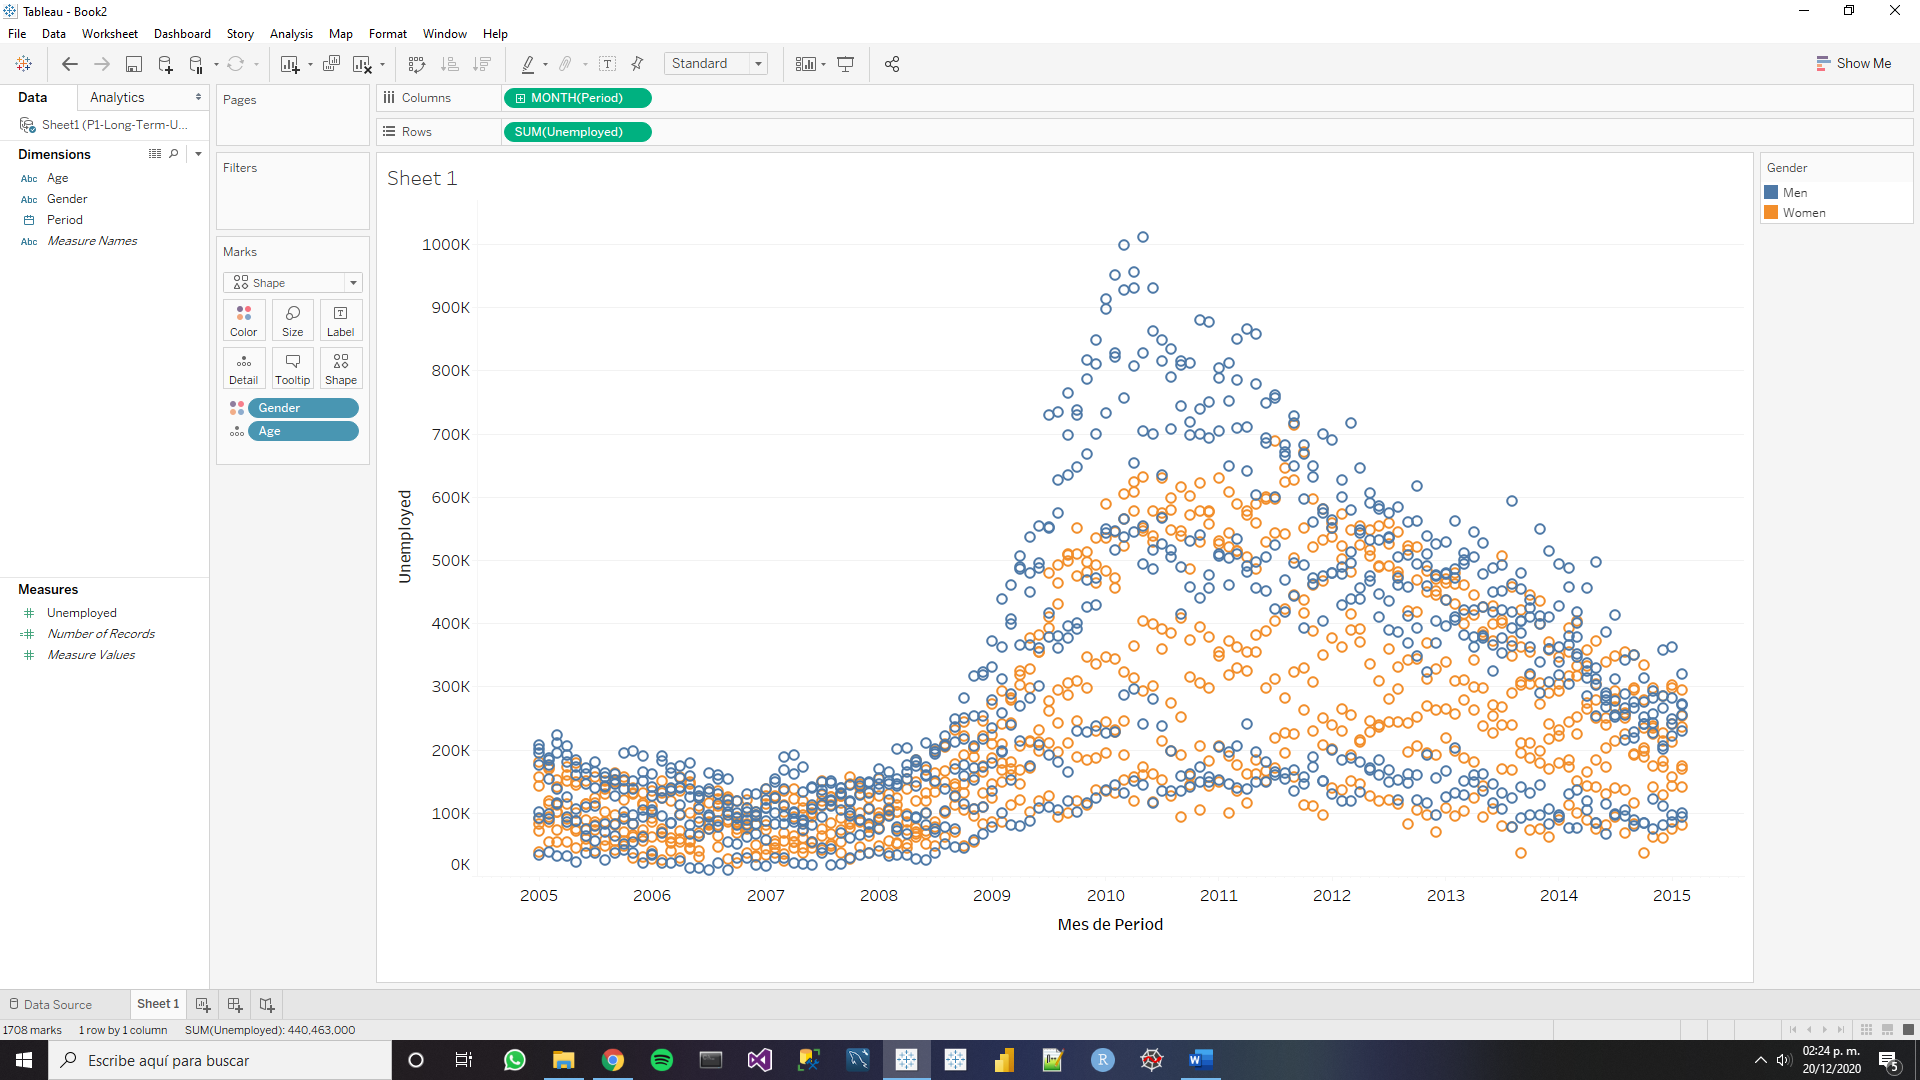 Tableau - Book2
File Data Worksheet Dashboard Story Analysis Map Format Window Help
Standard
Show Me
Data Analytics
Sheet1 (P1-Long-Term-U...
Dimensions
Abc Age
Abc Gender
Period
Abc Measure Names
Measures
Unemployed
Number of Records
Measure Values
Pages
Filters
Marks
Shape
Color Size Label
Detail Tooltip Shape
Gender
Age
Columns MONTH(Period)
Rows SUM(Unemployed)
Sheet 1
Unemployed
1000K
900K
800K
700K
600K
500K
400K
300K
200K
100K
0K
2005 2006 2007 2008 2009 2010 2011 2012 2013 2014 2015
Mes de Period
Gender
Men
Women
Data Source Sheet 1
1708 marks 1 row by 1 column SUM(Unemployed): 440,463,000
Escribe aquí para buscar
02:24 p. m.
20/12/2020
5